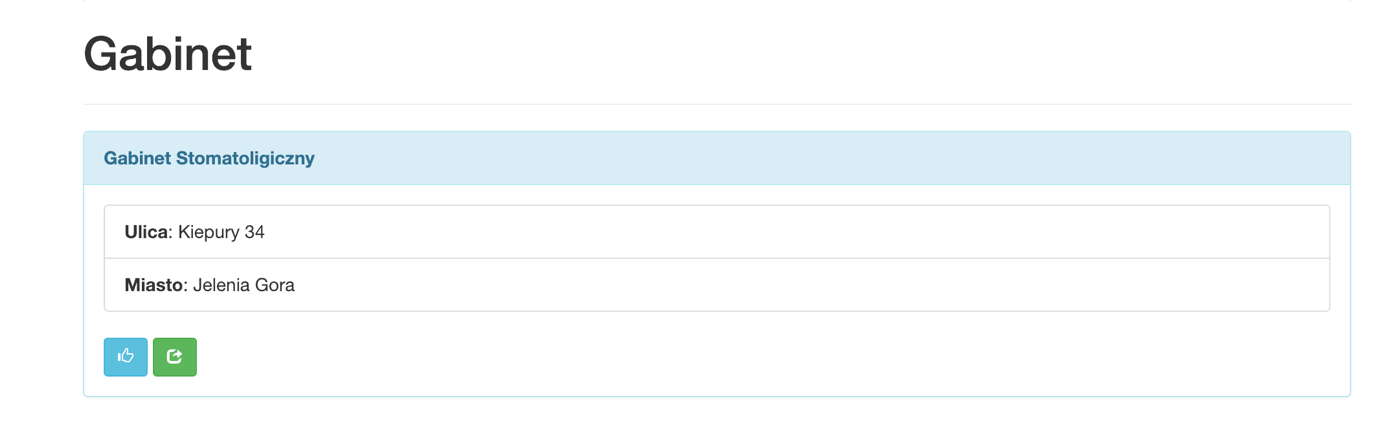 Gabinet
Gabinet Stomatoligiczny
Ulica: Kiepury 34
Miasto: Jelenia Gora